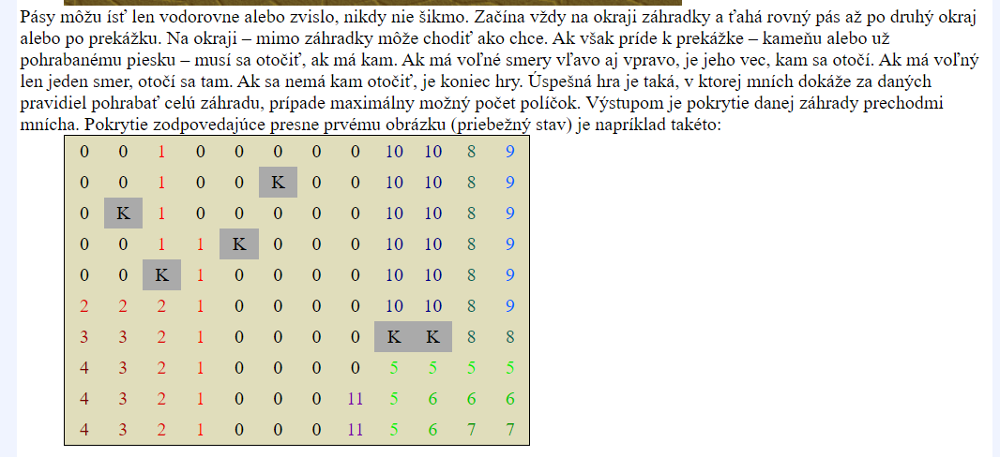 Pásy môžu ísť len vodorovne alebo zvislo, nikdy nie šikmo. Začína vždy na okraji záhradky a ťahá rovný pás až po druhý okraj
alebo po prekážku. Na okraji – mimo záhradky môže chodiť ako chce. Ak však príde k prekážke – kameňu alebo už
pohrabanému piesku – musí sa otočiť, ak má kam. Ak má voľné smery vľavo aj vpravo, je jeho vec, kam sa otočí. Ak má voľný
len jeden smer, otočí sa tam. Ak sa nemá kam otočiť, je koniec hry. Úspešná hra je taká, v ktorej mních dokáže za daných
pravidiel pohrabať celú záhradu, prípade maximálny možný počet políčok. Výstupom je pokrytie danej záhrady prechodmi
mnícha. Pokrytie zodpovedajúce presne prvému obrázku (priebežný stav) je napríklad takéto:
0 0 1 0 0 0 0 0 10 10 8 9
0 0 1 0 0 K 0 0 10 10 8 9
0 K 1 0 0 0 0 0 10 10 8 9
0 0 1 1 K 0 0 0 10 10 8 9
0 0 K 1 0 0 0 0 10 10 8 9
2 2 2 1 0 0 0 0 10 10 8 9
3 3 2 1 0 0 0 0 K K 8 8
4 3 2 1 0 0 0 0 5 5 5 5
4 3 2 1 0 0 0 11 5 6 6 6
4 3 2 1 0 0 0 11 5 6 7 7